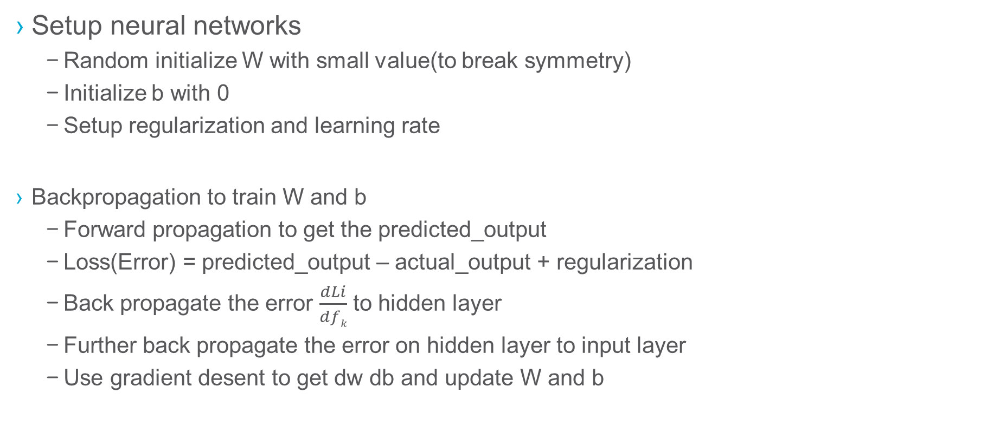 › Setup neural networks
– Random initialize W with small value(to break symmetry)
– Initialize b with 0
– Setup regularization and learning rate
› Backpropagation to train W and b
– Forward propagation to get the predicted_output
– Loss(Error) = predicted_output – actual_output + regularization
– Back propagate the error dLi/df_k to hidden layer
– Further back propagate the error on hidden layer to input layer
– Use gradient desent to get dw db and update W and b